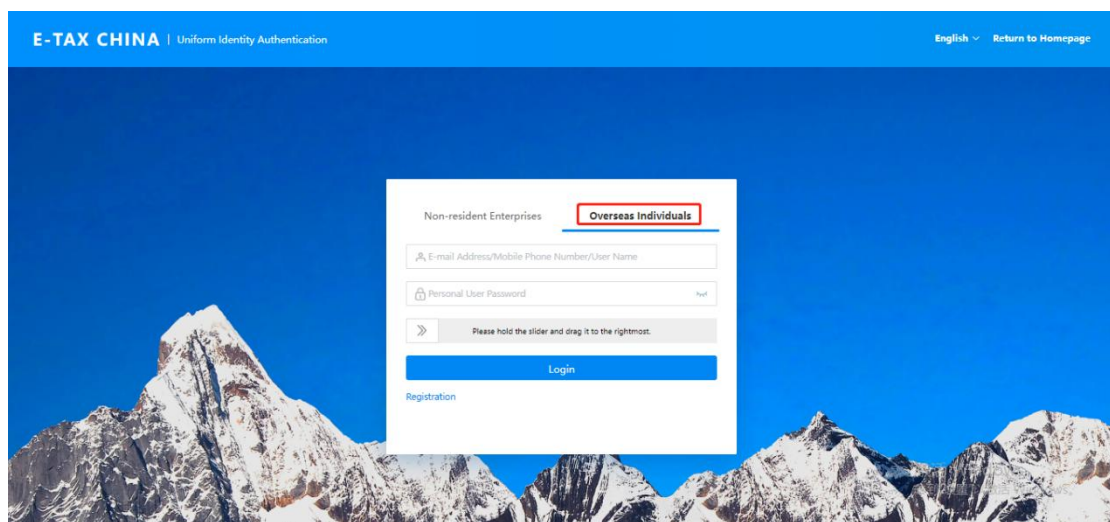 E-TAX CHINA | Uniform Identity Authentication
English Return to Homepage
Non-resident Enterprises Overseas Individuals
E-mail Address/Mobile Phone Number/User Name
Personal User Password
Please hold the slider and drag it to the rightmost.
Login
Registration